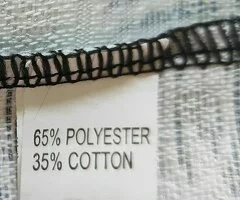 65% POLYESTER
35% COTTON